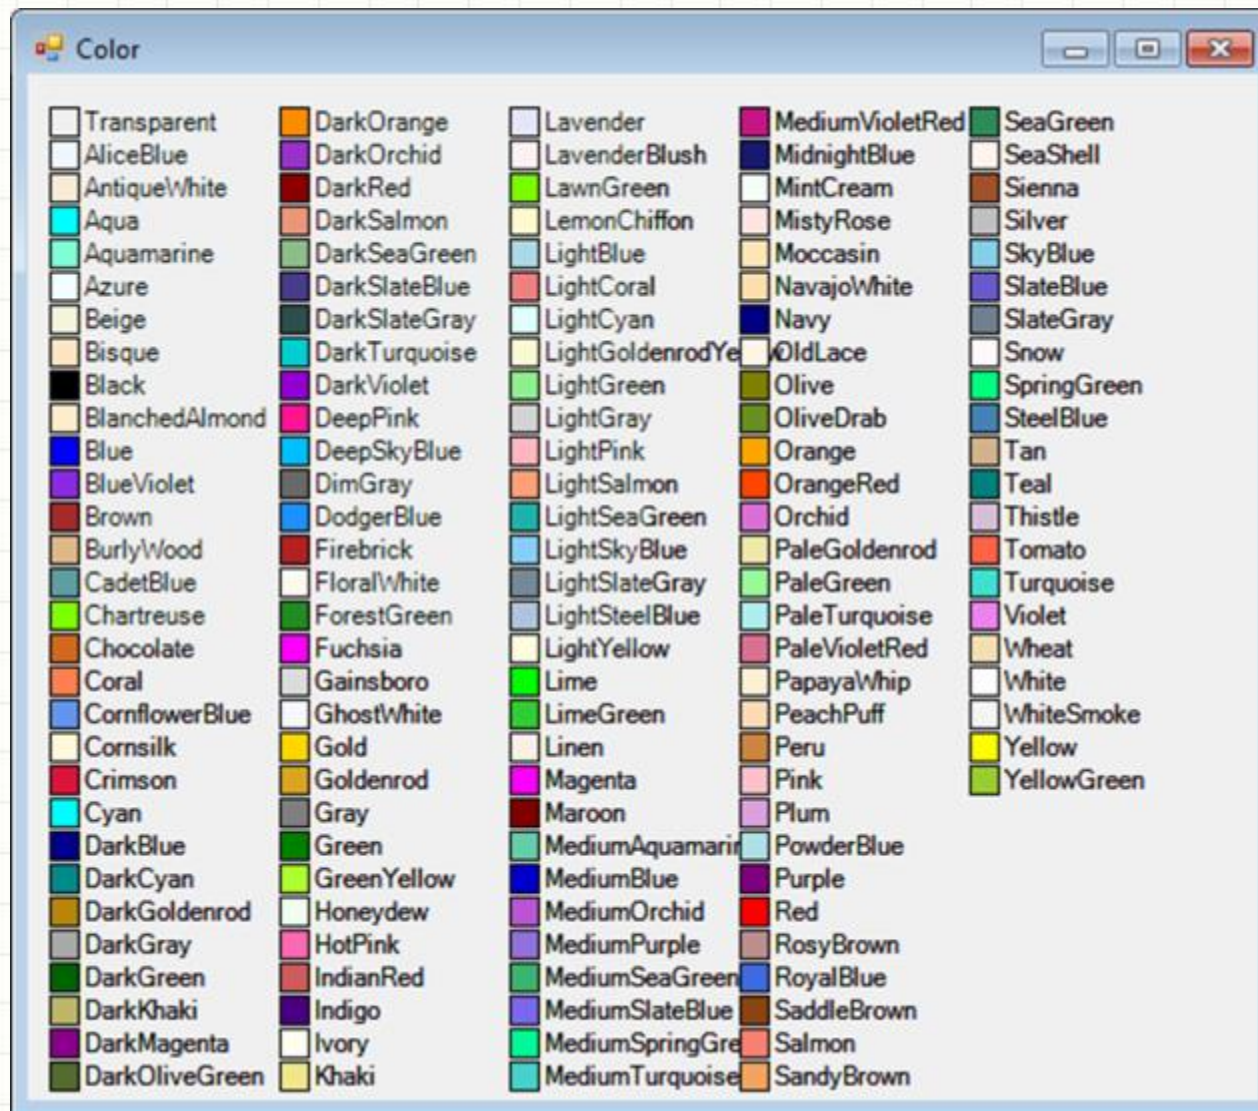 Color
Transparent
AliceBlue
AntiqueWhite
Aqua
Aquamarine
Azure
Beige
Bisque
Black
BlanchedAlmond
Blue
BlueViolet
Brown
BurlyWood
CadetBlue
Chartreuse
Chocolate
Coral
CornflowerBlue
Cornsilk
Crimson
Cyan
DarkBlue
DarkCyan
DarkGoldenrod
DarkGray
DarkGreen
DarkKhaki
DarkMagenta
DarkOliveGreen
DarkOrange
DarkOrchid
DarkRed
DarkSalmon
DarkSeaGreen
DarkSlateBlue
DarkSlateGray
DarkTurquoise
DarkViolet
DeepPink
DeepSkyBlue
DimGray
DodgerBlue
Firebrick
FloralWhite
ForestGreen
Fuchsia
Gainsboro
GhostWhite
Gold
Goldenrod
Gray
Green
GreenYellow
Honeydew
HotPink
IndianRed
Indigo
Ivory
Khaki
Lavender
LavenderBlush
LawnGreen
LemonChiffon
LightBlue
LightCoral
LightCyan
LightGoldenrodYe
LightGreen
LightGray
LightPink
LightSalmon
LightSeaGreen
LightSkyBlue
LightSlateGray
LightSteelBlue
LightYellow
Lime
LimeGreen
Linen
Magenta
Maroon
MediumAquamarin
MediumBlue
MediumOrchid
MediumPurple
MediumSeaGreen
MediumSlateBlue
MediumSpringGre
MediumTurquoise
MediumVioletRed
MidnightBlue
MintCream
MistyRose
Moccasin
NavajoWhite
Navy
OldLace
Olive
OliveDrab
Orange
OrangeRed
Orchid
PaleGoldenrod
PaleGreen
PaleTurquoise
PaleVioletRed
PapayaWhip
PeachPuff
Peru
Pink
Plum
PowderBlue
Purple
Red
RosyBrown
RoyalBlue
SaddleBrown
Salmon
SandyBrown
SeaGreen
SeaShell
Sienna
Silver
SkyBlue
SlateBlue
SlateGray
Snow
SpringGreen
SteelBlue
Tan
Teal
Thistle
Tomato
Turquoise
Violet
Wheat
White
WhiteSmoke
Yellow
YellowGreen